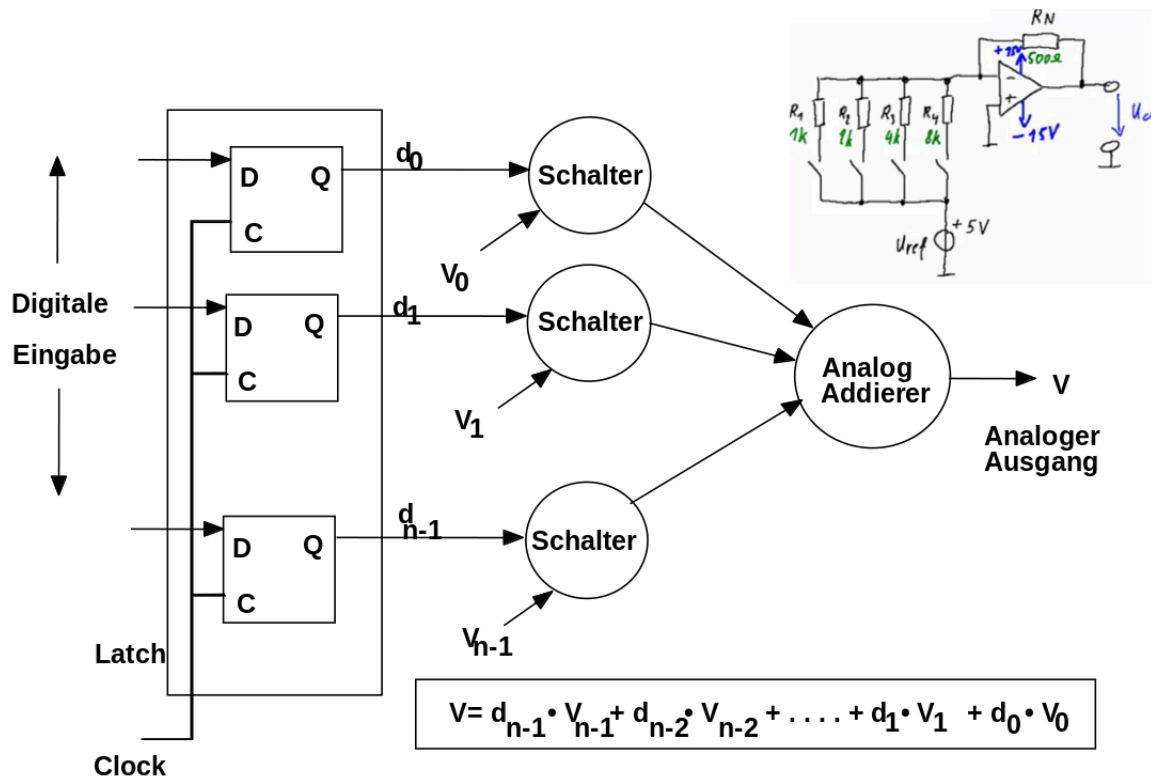 RN
+15V
500Ω
R1
R2
R3
R4
1k
4k
8k
-
+
-15V
+5V
Uref
Digitale
Eingabe
D
Q
C
d0
Schalter
V0
D
Q
C
d1
Schalter
V1
D
Q
C
dn-1
Schalter
Vn-1
Analog
Addierer
V
Analoger
Ausgang
Latch
Clock
V= dn-1 • Vn-1 + dn-2 • Vn-2 + . . . . + d1 • V1 + d0 • V0